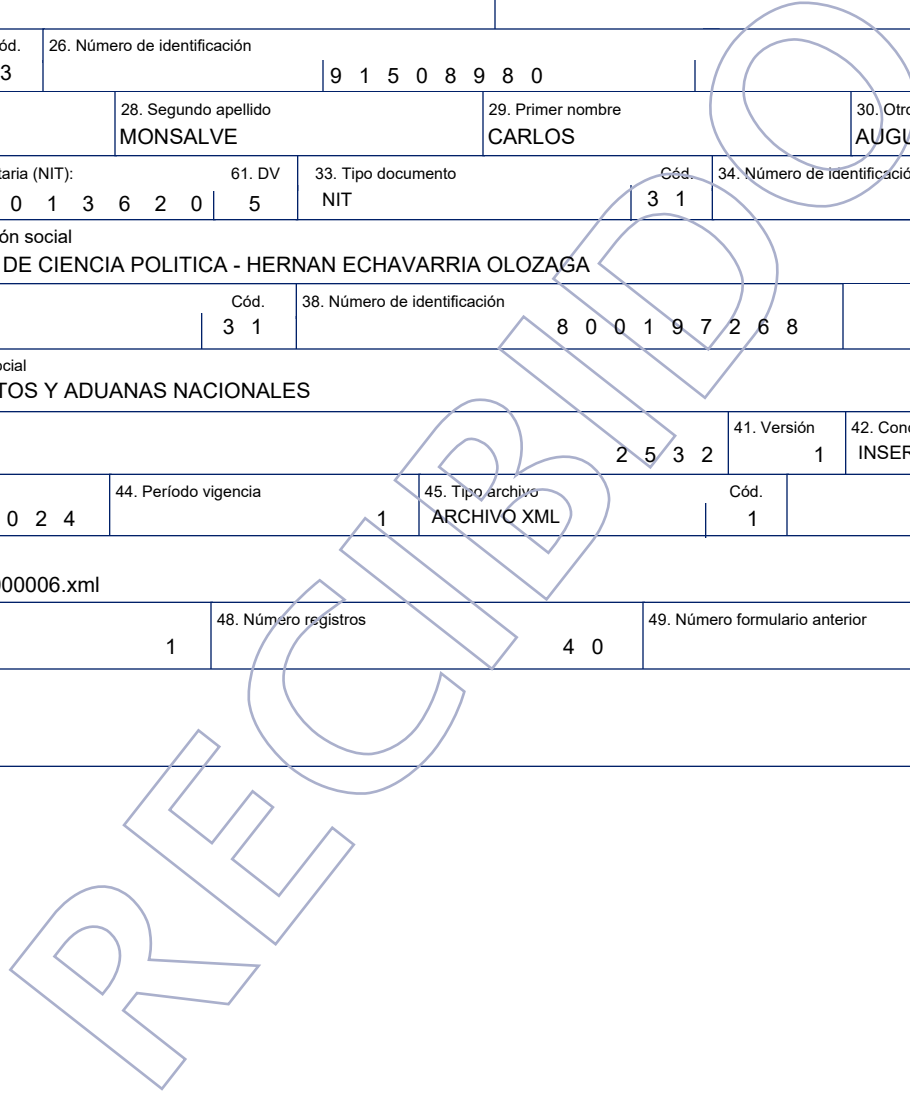 ód. 26. Número de identificación
3 9 1 5 0 8 9 8 0
28. Segundo apellido 29. Primer nombre 30. Otro
MONSALVE CARLOS AUGU
taria (NIT): 61. DV 33. Tipo documento Cód. 34. Número de identificació
0 1 3 6 2 0 5 NIT 3 1
ón social
DE CIENCIA POLITICA - HERNAN ECHAVARRIA OLOZAGA
Cód. 38. Número de identificación
3 1 8 0 0 1 9 7 2 6 8
ocial
TOS Y ADUANAS NACIONALES
41. Versión 42. Conc
2 5 3 2 1 INSER
44. Período vigencia 45. Tipo archivo Cód.
0 2 4 1 ARCHIVO XML 1
000006.xml
48. Número registros 49. Número formulario anterior
1 4 0
RECIBIDO